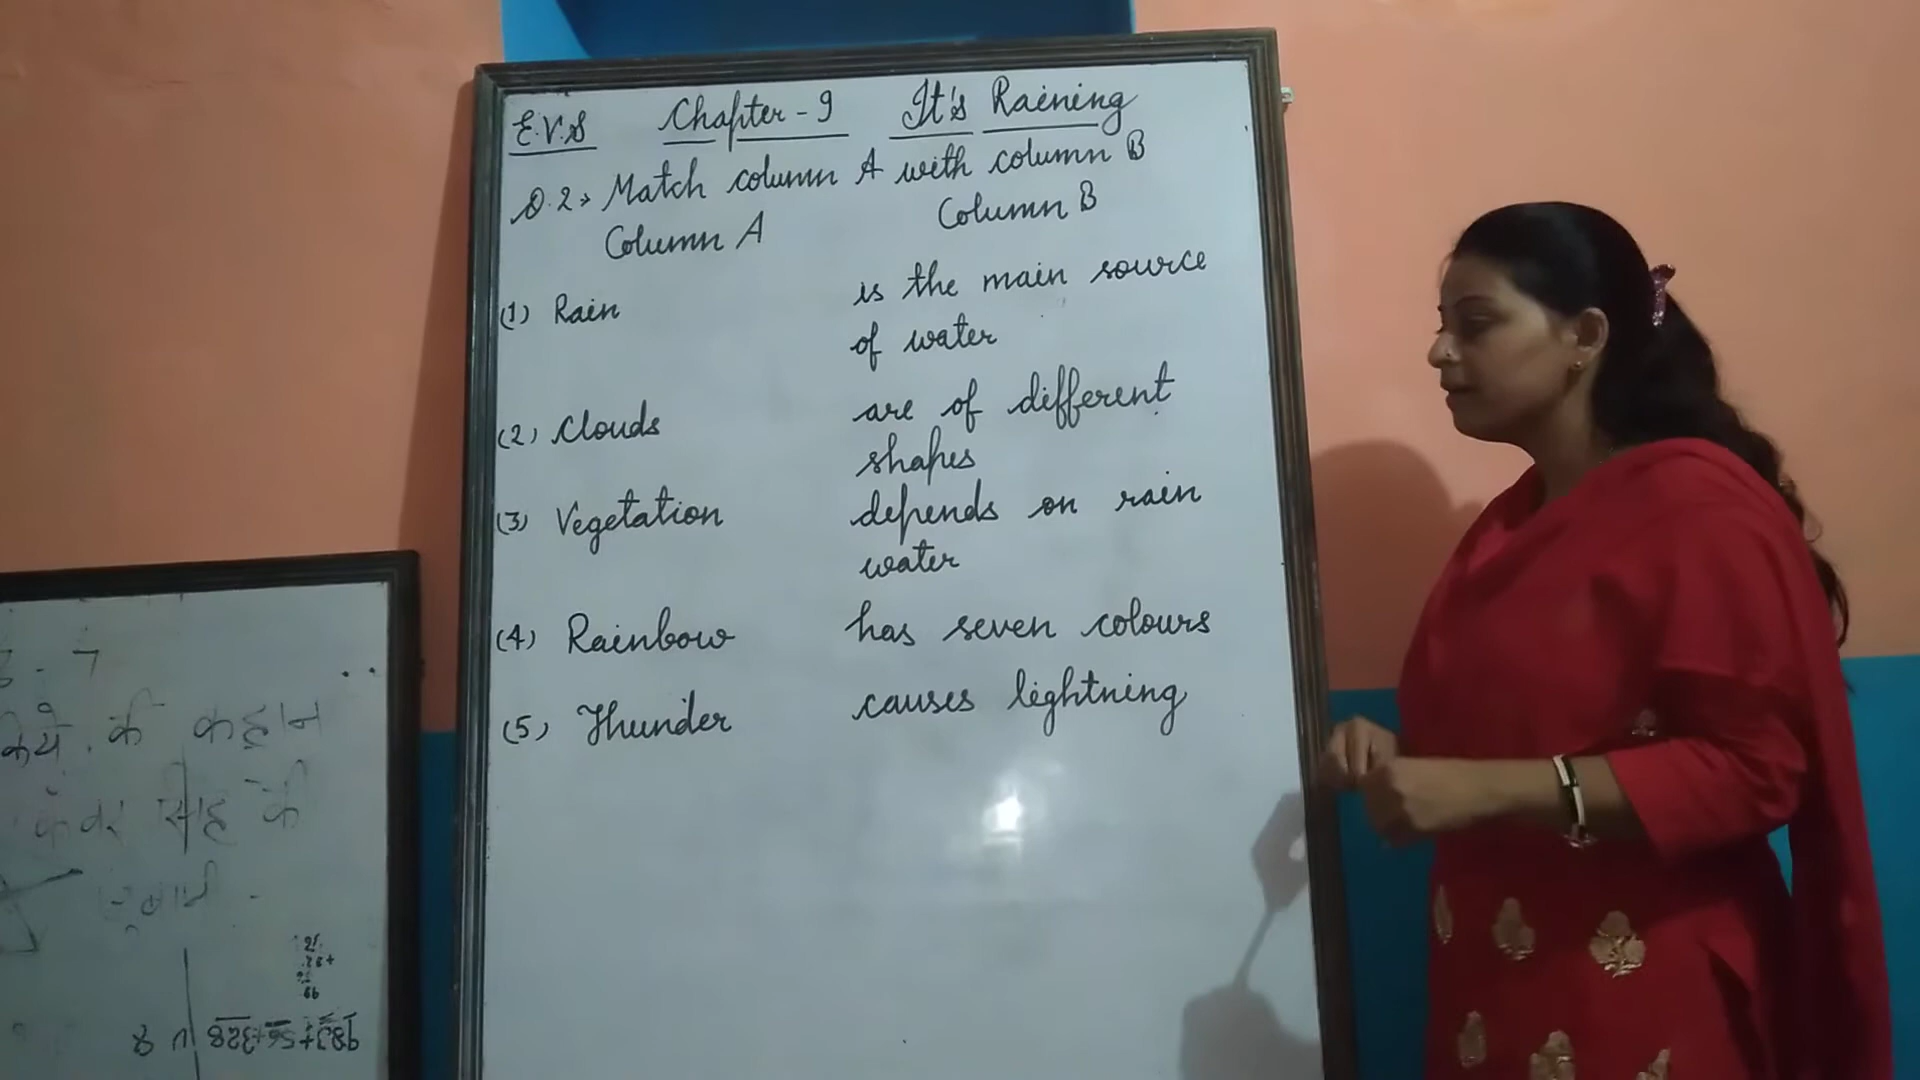 E.V.S Chapter - 9 It's Raining
Q.2→ Match column A with column B
Column A Column B
(1) Rain is the main source
of water
(2) Clouds are of different
shapes
(3) Vegetation depends on rain
water
(4) Rainbow has seven colours
(5) Thunder causes lightning
7
की कहान
के